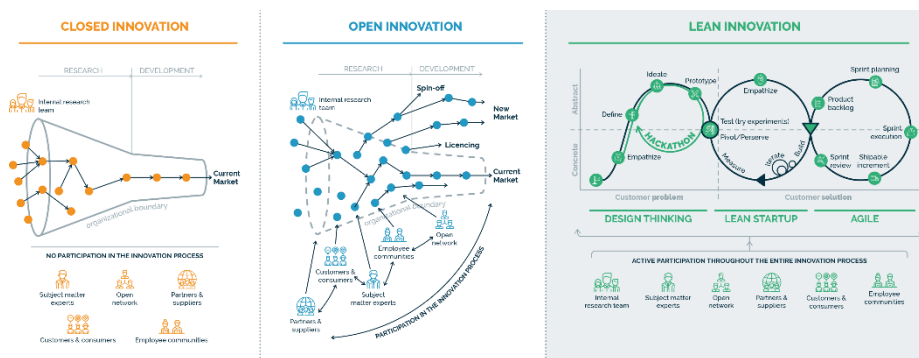 CLOSED INNOVATION
RESEARCH
DEVELOPMENT
Internal research
team
Current
Market
organizational-boundary
NO PARTICIPATION IN THE INNOVATION PROCESS
Subject matter
experts
Open
network
Partners &
suppliers
Customers & consumers
Employee communities
OPEN INNOVATION
RESEARCH
DEVELOPMENT
Internal research
team
Spin-off
New
Market
Licencing
Current
Market
organizational-boundary
Open
network
Employee
communities
Customers &
consumers
Subject
matter experts
Partners &
suppliers
PARTICIPATION IN THE INNOVATION PROCESS
LEAN INNOVATION
Abstract
Concrete
Empathize
Define
Ideate
Prototype
HACKATHON
Test (try experiments)
Pivot/Perserve
Empathize
Measure
Iterate
Build
Sprint planning
Product
backlog
Sprint
execution
Sprint
review
Shipable
increment
Customer problem
Customer solution
DESIGN THINKING
LEAN STARTUP
AGILE
ACTIVE PARTICIPATION THROUGHOUT THE ENTIRE INNOVATION PROCESS
Internal
research team
Subject matter
experts
Open
network
Partners &
suppliers
Customers
& consumers
Employee
communities